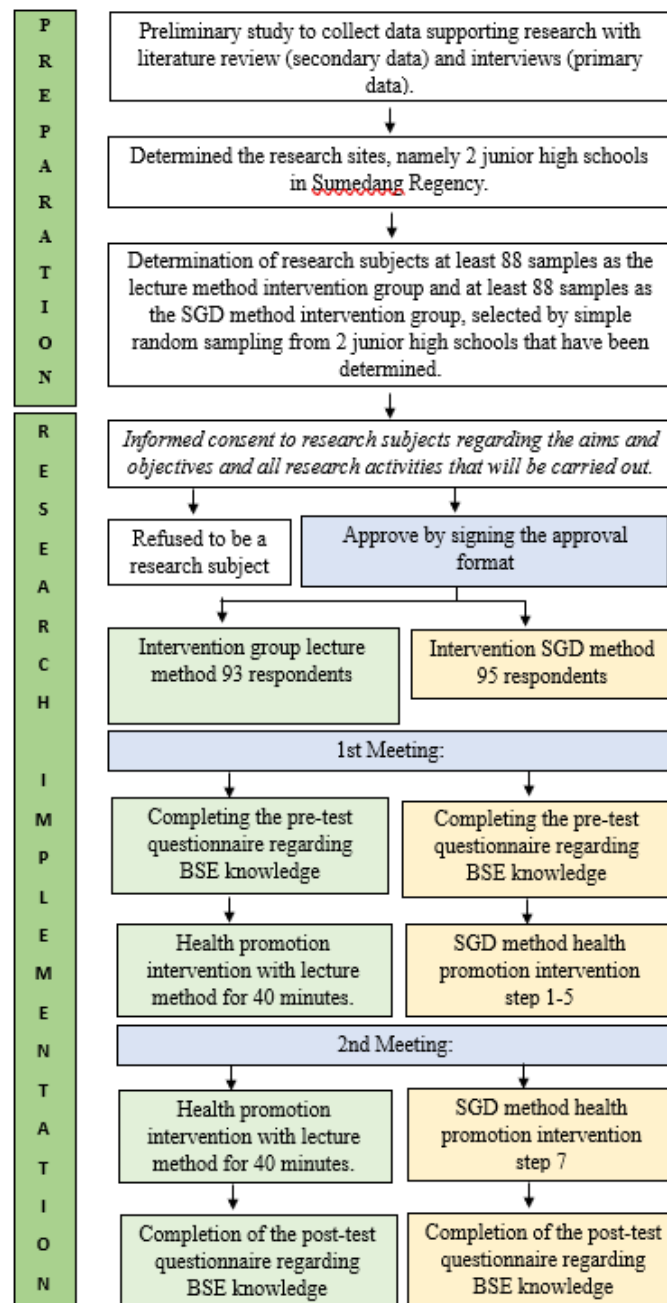 PREPARATION
Preliminary study to collect data supporting research with
literature review (secondary data) and interviews (primary
data).
Determined the research sites, namely 2 junior high schools
in Sumedang Regency.
Determination of research subjects at least 88 samples as the
lecture method intervention group and at least 88 samples as
the SGD method intervention group, selected by simple
random sampling from 2 junior high schools that have been
determined.
RESEARCH IMPLEMENTATION
Informed consent to research subjects regarding the aims and
objectives and all research activities that will be carried out.
Refused to be a
research subject
Approve by signing the approval
format
Intervention group lecture
method 93 respondents
Intervention SGD method
95 respondents
1st Meeting:
Completing the pre-test
questionnaire regarding
BSE knowledge
Completing the pre-test
questionnaire regarding
BSE knowledge
Health promotion
intervention with lecture
method for 40 minutes.
SGD method health
promotion intervention
step 1-5
2nd Meeting:
Health promotion
intervention with lecture
method for 40 minutes.
SGD method health
promotion intervention
step 7
Completion of the post-test
questionnaire regarding
BSE knowledge
Completion of the post-test
questionnaire regarding
BSE knowledge